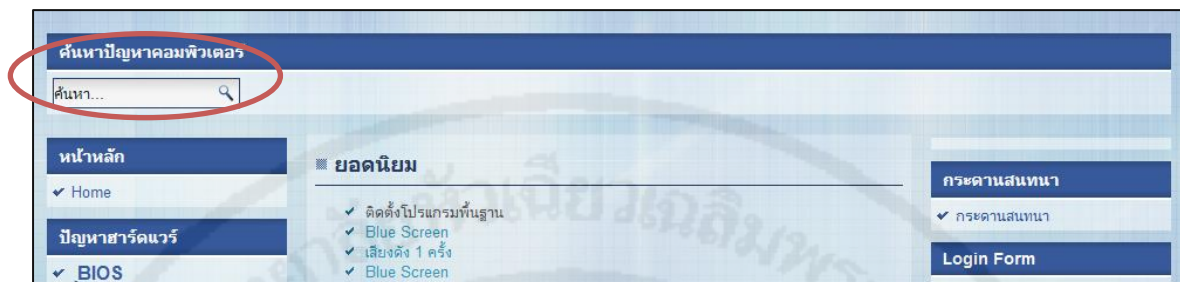 ค้นหาปัญหาคอมพิวเตอร์
ค้นหา...
หน้าหลัก
Home
ปัญหาฮาร์ดแวร์
BIOS
ยอดนิยม
ติดตั้งโปรแกรมพื้นฐาน
Blue Screen
เสียงดัง 1 ครั้ง
Blue Screen
กระดานสนทนา
กระดานสนทนา
Login Form